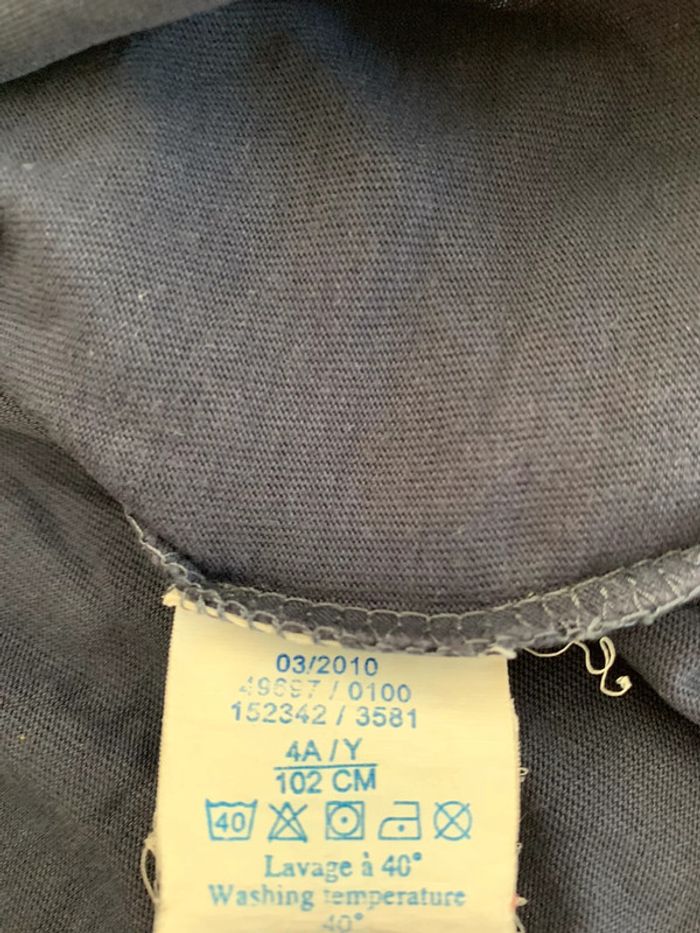 03/2010
49697 / 0100
152342 / 3581
4A / Y
102 CM
40
Lavage à 40°
Washing temperature
40°